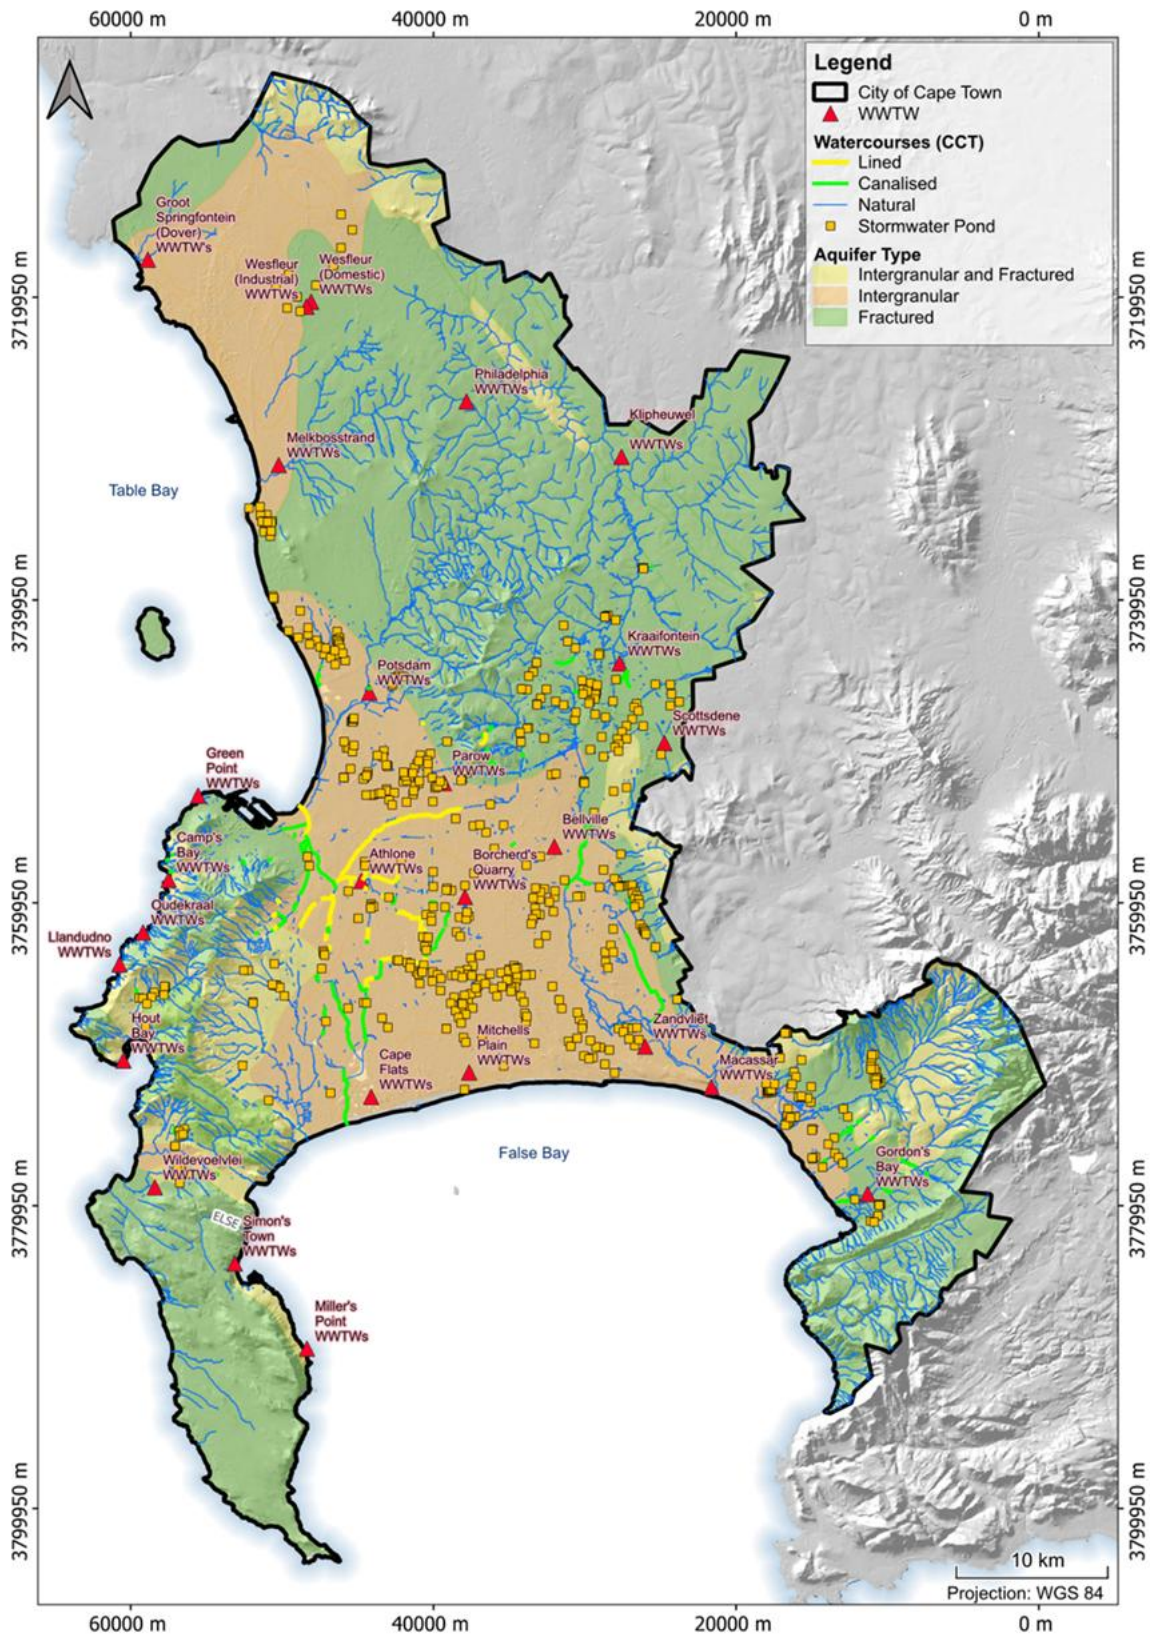 60000 m
40000 m
20000 m
0 m
Legend
City of Cape Town
WWTW
Watercourses (CCT)
Lined
Canalised
Natural
Stormwater Pond
Aquifer Type
Intergranular and Fractured
Intergranular
Fractured
3719950 m
3719950 m
Groot
Springfontein
(Dover)
WWTW's
Wesfleur
(Industrial)
WWTWs
Wesfleur
(Domestic)
WWTWs
Philadelphia
WWTWs
Klipheuwel
WWTWs
Melkbosstrand
WWTWs
Table Bay
3739950 m
3739950 m
Kraaifontein
WWTWs
Potsdam
WWTWs
Scottsdene
WWTWs
Green
Point
WWTWs
Parow
WWTWs
Camp's
Bay
WWTWs
Athlone
WWTWs
Borcherd's
Quarry
WWTWs
Bellville
WWTWs
3759950 m
3759950 m
Oudekraal
WWTWs
Llandudno
WWTWs
Hout
Bay
WWTWs
Cape
Flats
WWTWs
Mitchells
Plain
WWTWs
Zandvliet
WWTWs
Macassar
WWTWs
False Bay
Wildevoelvlei
WWTWs
Gordon's
Bay
WWTWs
3779950 m
3779950 m
ELSE
Simon's
Town
WWTWs
Miller's
Point
WWTWs
3799950 m
3799950 m
10 km
Projection: WGS 84
60000 m
40000 m
20000 m
0 m